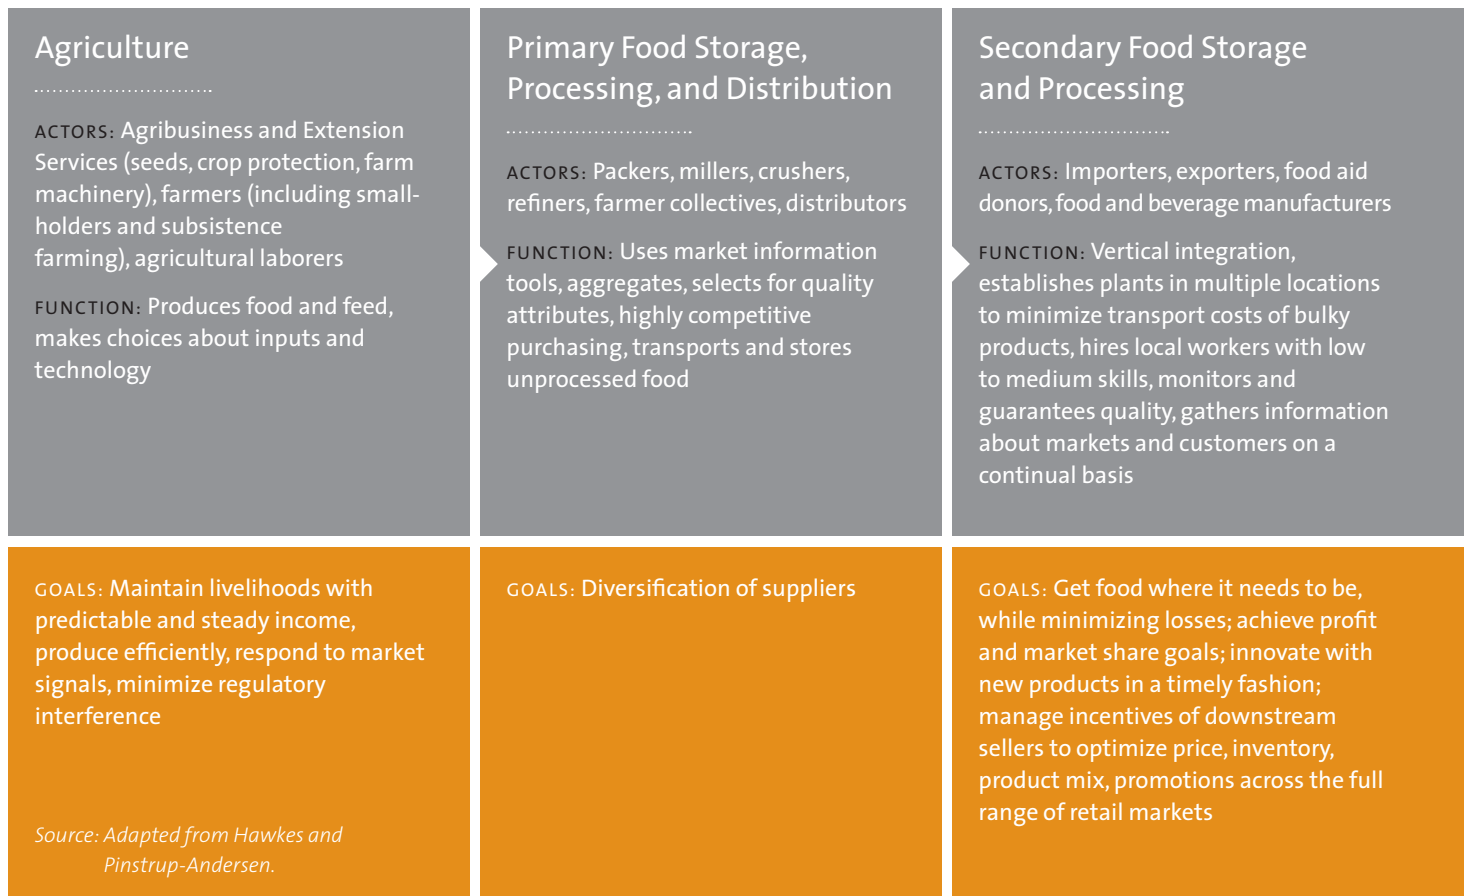 Agriculture
ACTORS: Agribusiness and Extension
Services (seeds, crop protection, farm
machinery), farmers (including small-
holders and subsistence
farming), agricultural laborers
FUNCTION: Produces food and feed,
makes choices about inputs and
technology
Primary Food Storage,
Processing, and Distribution
ACTORS: Packers, millers, crushers,
refiners, farmer collectives, distributors
FUNCTION: Uses market information
tools, aggregates, selects for quality
attributes, highly competitive
purchasing, transports and stores
unprocessed food
Secondary Food Storage
and Processing
ACTORS: Importers, exporters, food aid
donors, food and beverage manufacturers
FUNCTION: Vertical integration,
establishes plants in multiple locations
to minimize transport costs of bulky
products, hires local workers with low
to medium skills, monitors and
guarantees quality, gathers information
about markets and customers on a
continual basis
GOALS: Maintain livelihoods with
predictable and steady income,
produce efficiently, respond to market
signals, minimize regulatory
interference
Source: Adapted from Hawkes and
Pinstrup-Andersen.
GOALS: Diversification of suppliers
GOALS: Get food where it needs to be,
while minimizing losses; achieve profit
and market share goals; innovate with
new products in a timely fashion;
manage incentives of downstream
sellers to optimize price, inventory,
product mix, promotions across the full
range of retail markets